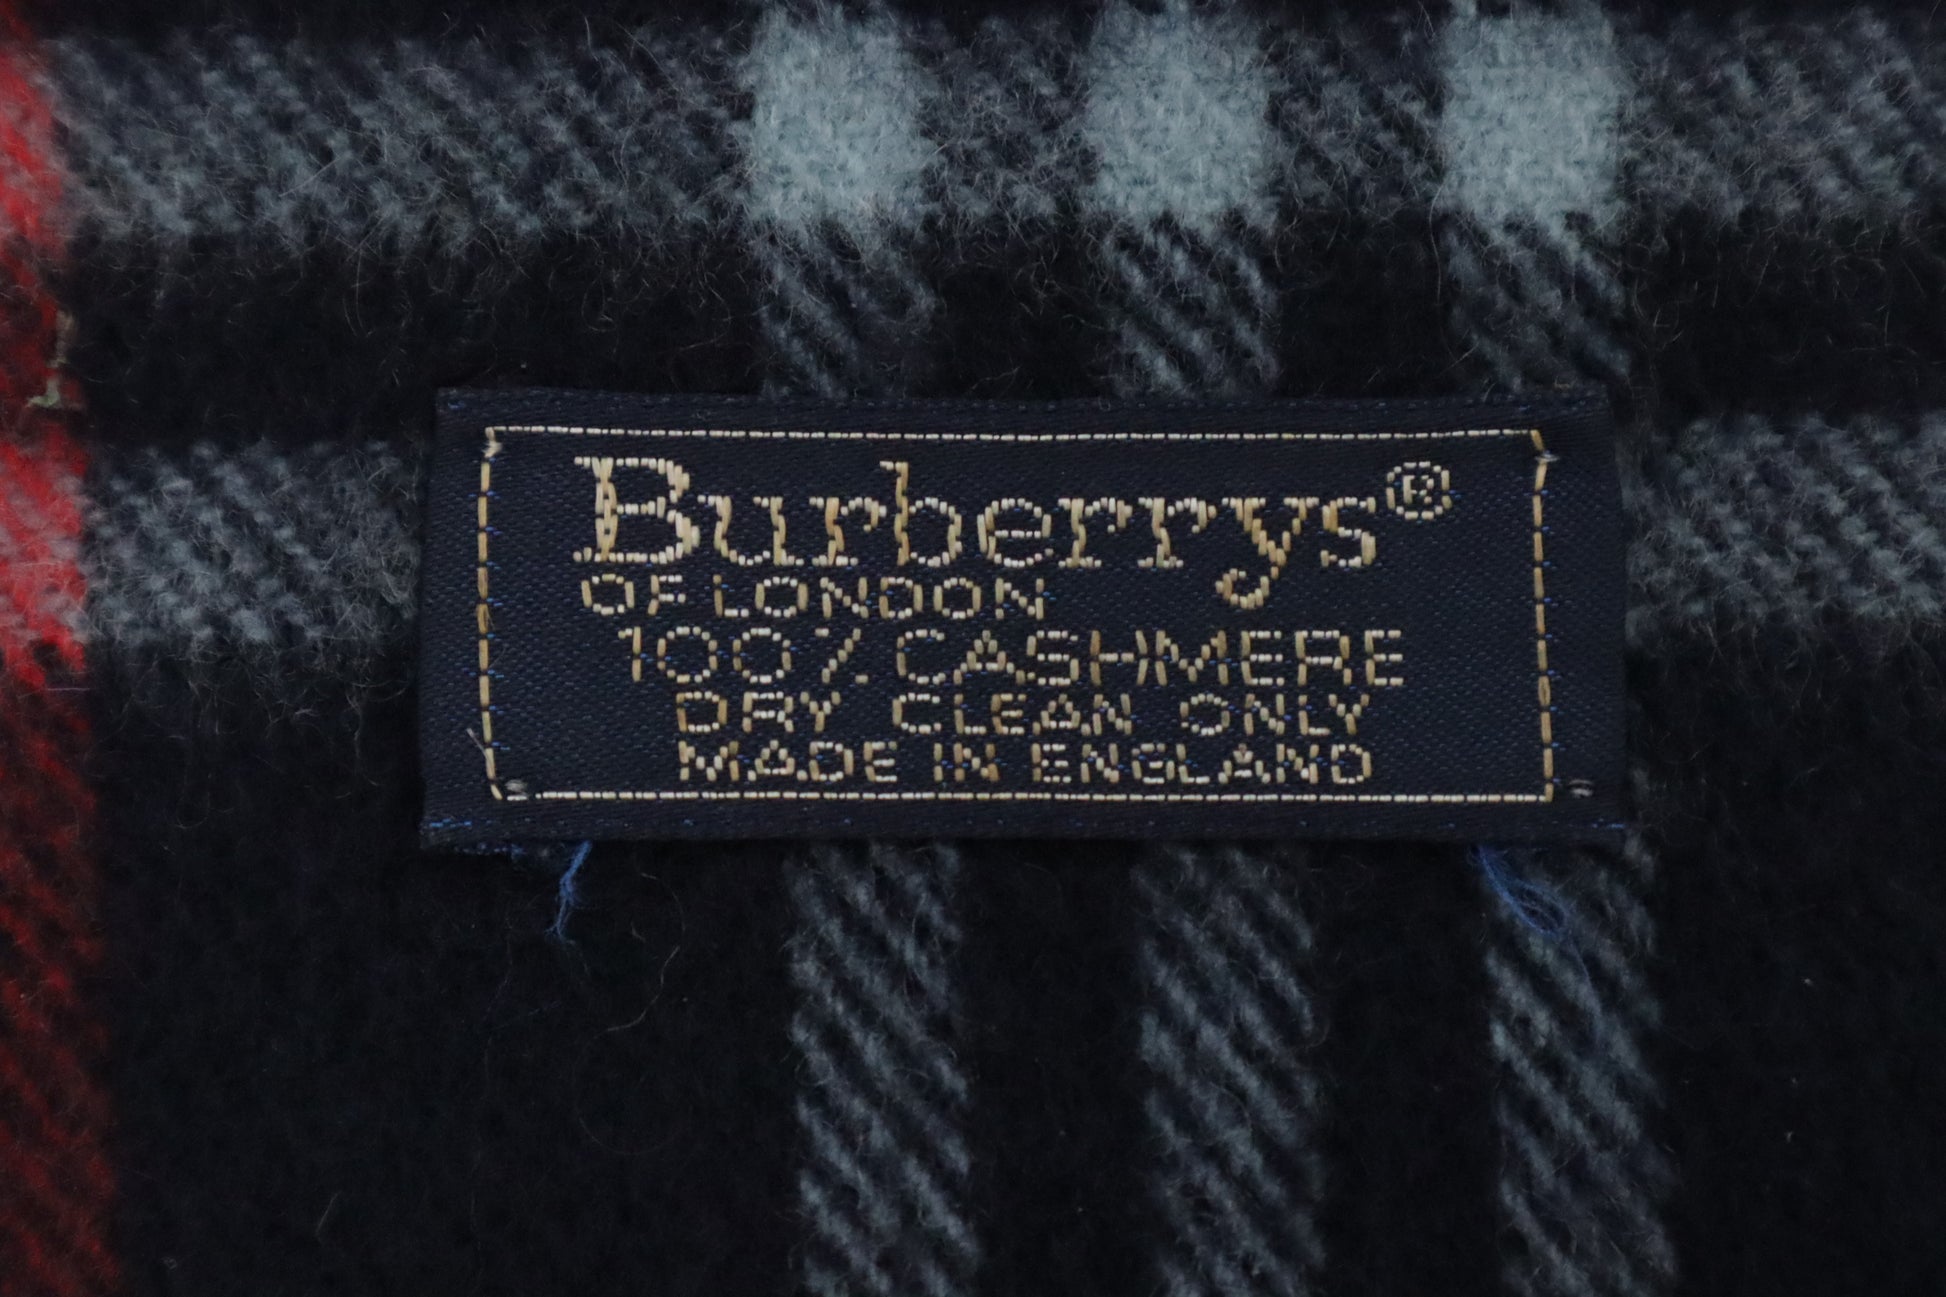 Burberrys®
OF LONDON
100% CASHMERE
DRY CLEAN ONLY
MADE IN ENGLAND